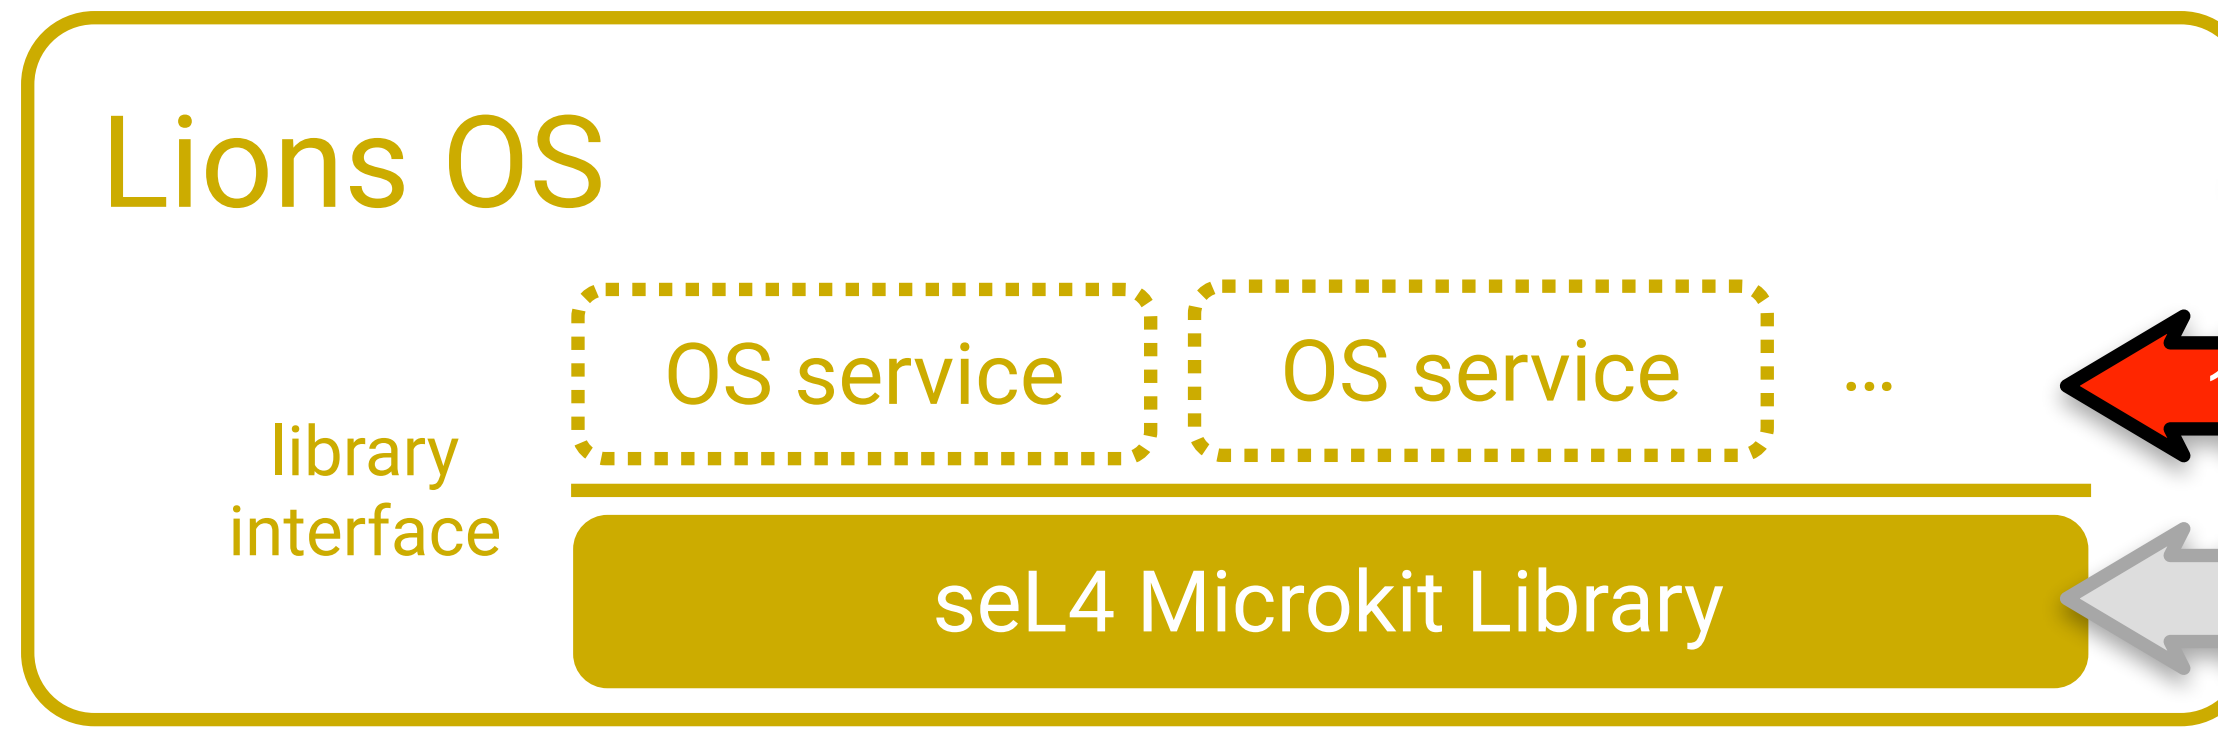 Lions OS
OS service
OS service
...
library
interface
seL4 Microkit Library